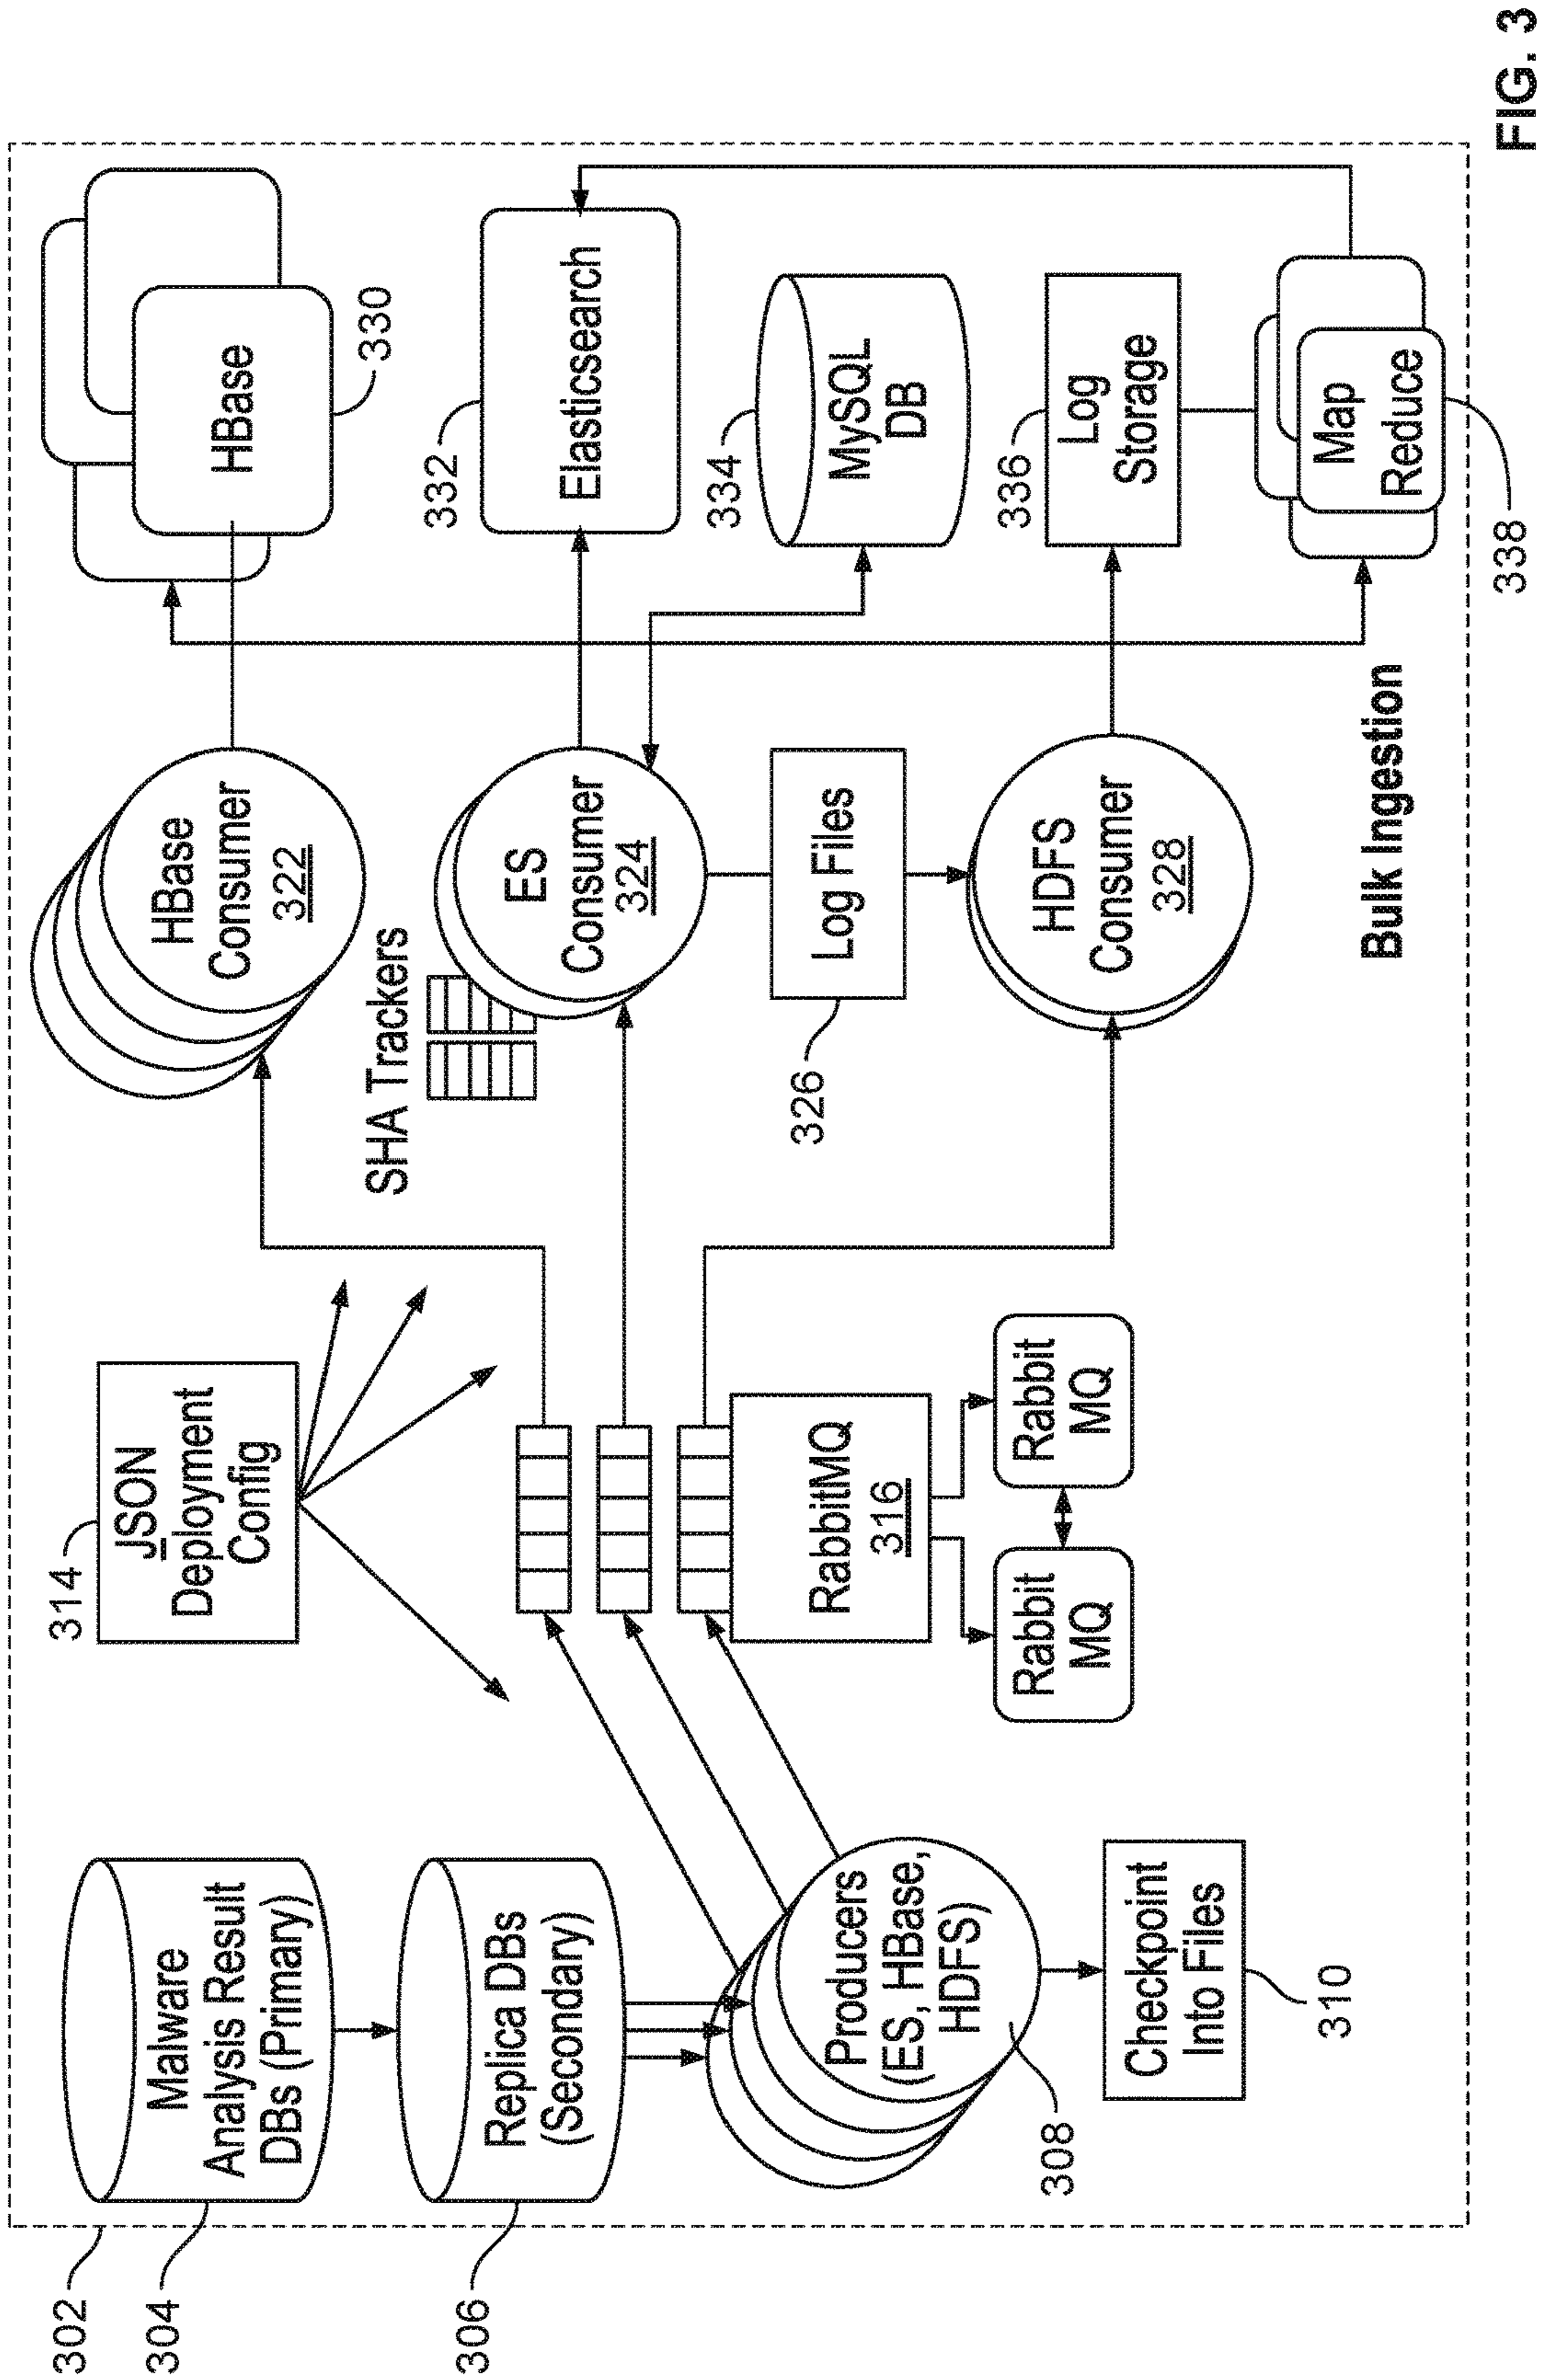 302
304
Malware
Analysis Result
DBs (Primary)
306
Replica DBs
(Secondary)
308
Producers
(ES, HBase,
HDFS)
Checkpoint
Into Files
310
314
JSON
Deployment
Config
RabbitMQ
316
Rabbit
MQ
Rabbit
MQ
HBase
Consumer
322
SHA Trackers
ES
Consumer
324
Log Files
326
HDFS
Consumer
328
HBase
330
332
Elasticsearch
334
MySQL
DB
336
Log
Storage
Map
Reduce
338
Bulk Ingestion
FIG. 3